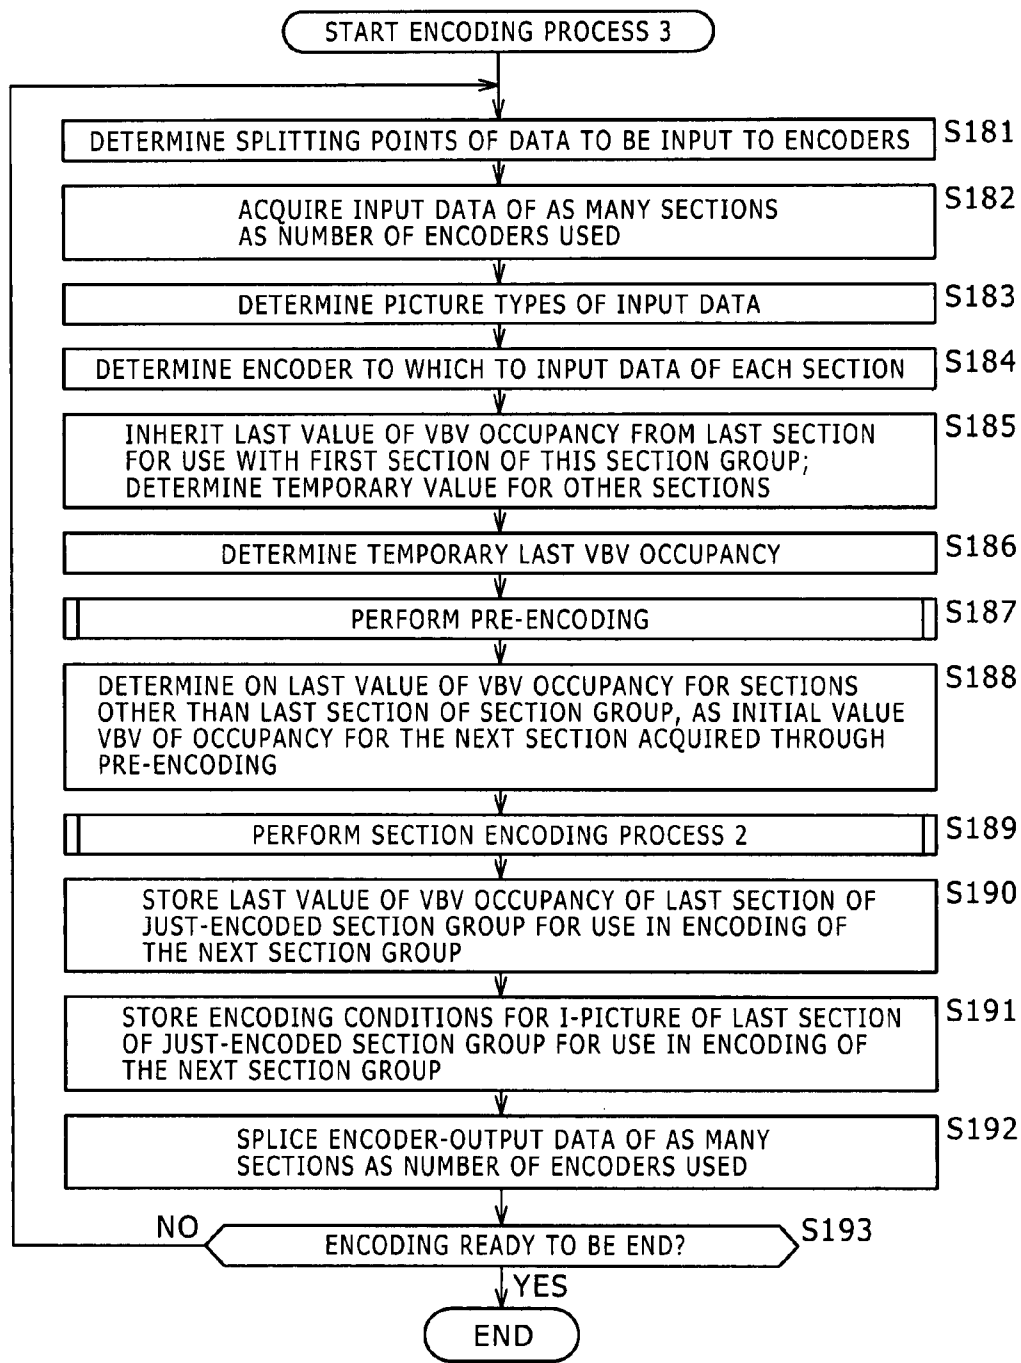 START ENCODING PROCESS 3
DETERMINE SPLITTING POINTS OF DATA TO BE INPUT TO ENCODERS
S181
ACQUIRE INPUT DATA OF AS MANY SECTIONS
AS NUMBER OF ENCODERS USED
S182
DETERMINE PICTURE TYPES OF INPUT DATA
S183
DETERMINE ENCODER TO WHICH TO INPUT DATA OF EACH SECTION
S184
INHERIT LAST VALUE OF VBV OCCUPANCY FROM LAST SECTION
FOR USE WITH FIRST SECTION OF THIS SECTION GROUP;
DETERMINE TEMPORARY VALUE FOR OTHER SECTIONS
S185
DETERMINE TEMPORARY LAST VBV OCCUPANCY
S186
PERFORM PRE-ENCODING
S187
DETERMINE ON LAST VALUE OF VBV OCCUPANCY FOR SECTIONS
OTHER THAN LAST SECTION OF SECTION GROUP, AS INITIAL VALUE
VBV OF OCCUPANCY FOR THE NEXT SECTION ACQUIRED THROUGH
PRE-ENCODING
S188
PERFORM SECTION ENCODING PROCESS 2
S189
STORE LAST VALUE OF VBV OCCUPANCY OF LAST SECTION OF
JUST-ENCODED SECTION GROUP FOR USE IN ENCODING OF
THE NEXT SECTION GROUP
S190
STORE ENCODING CONDITIONS FOR I-PICTURE OF LAST SECTION
OF JUST-ENCODED SECTION GROUP FOR USE IN ENCODING OF
THE NEXT SECTION GROUP
S191
SPLICE ENCODER-OUTPUT DATA OF AS MANY
SECTIONS AS NUMBER OF ENCODERS USED
S192
NO
ENCODING READY TO BE END?
S193
YES
END